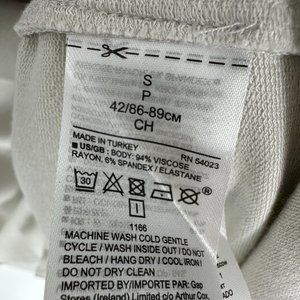 S
P
42/86-89см
CH
MADE IN TURKEY
US/GB: BODY: 94% VISCOSE RN 54023
RAYON, 6% SPANDEX / ELASTANE
30
®
I
1166
MACHINE WASH COLD GENTLE
CYCLE / WASH INSIDE OUT / DO NOT
BLEACH / HANG DRY / COOL IRON /
DO NOT DRY CLEAN
IMPORTED BY/IMPORTE PAR: Gap
Stores (Ireland) Limited c/o Arthur Cox,